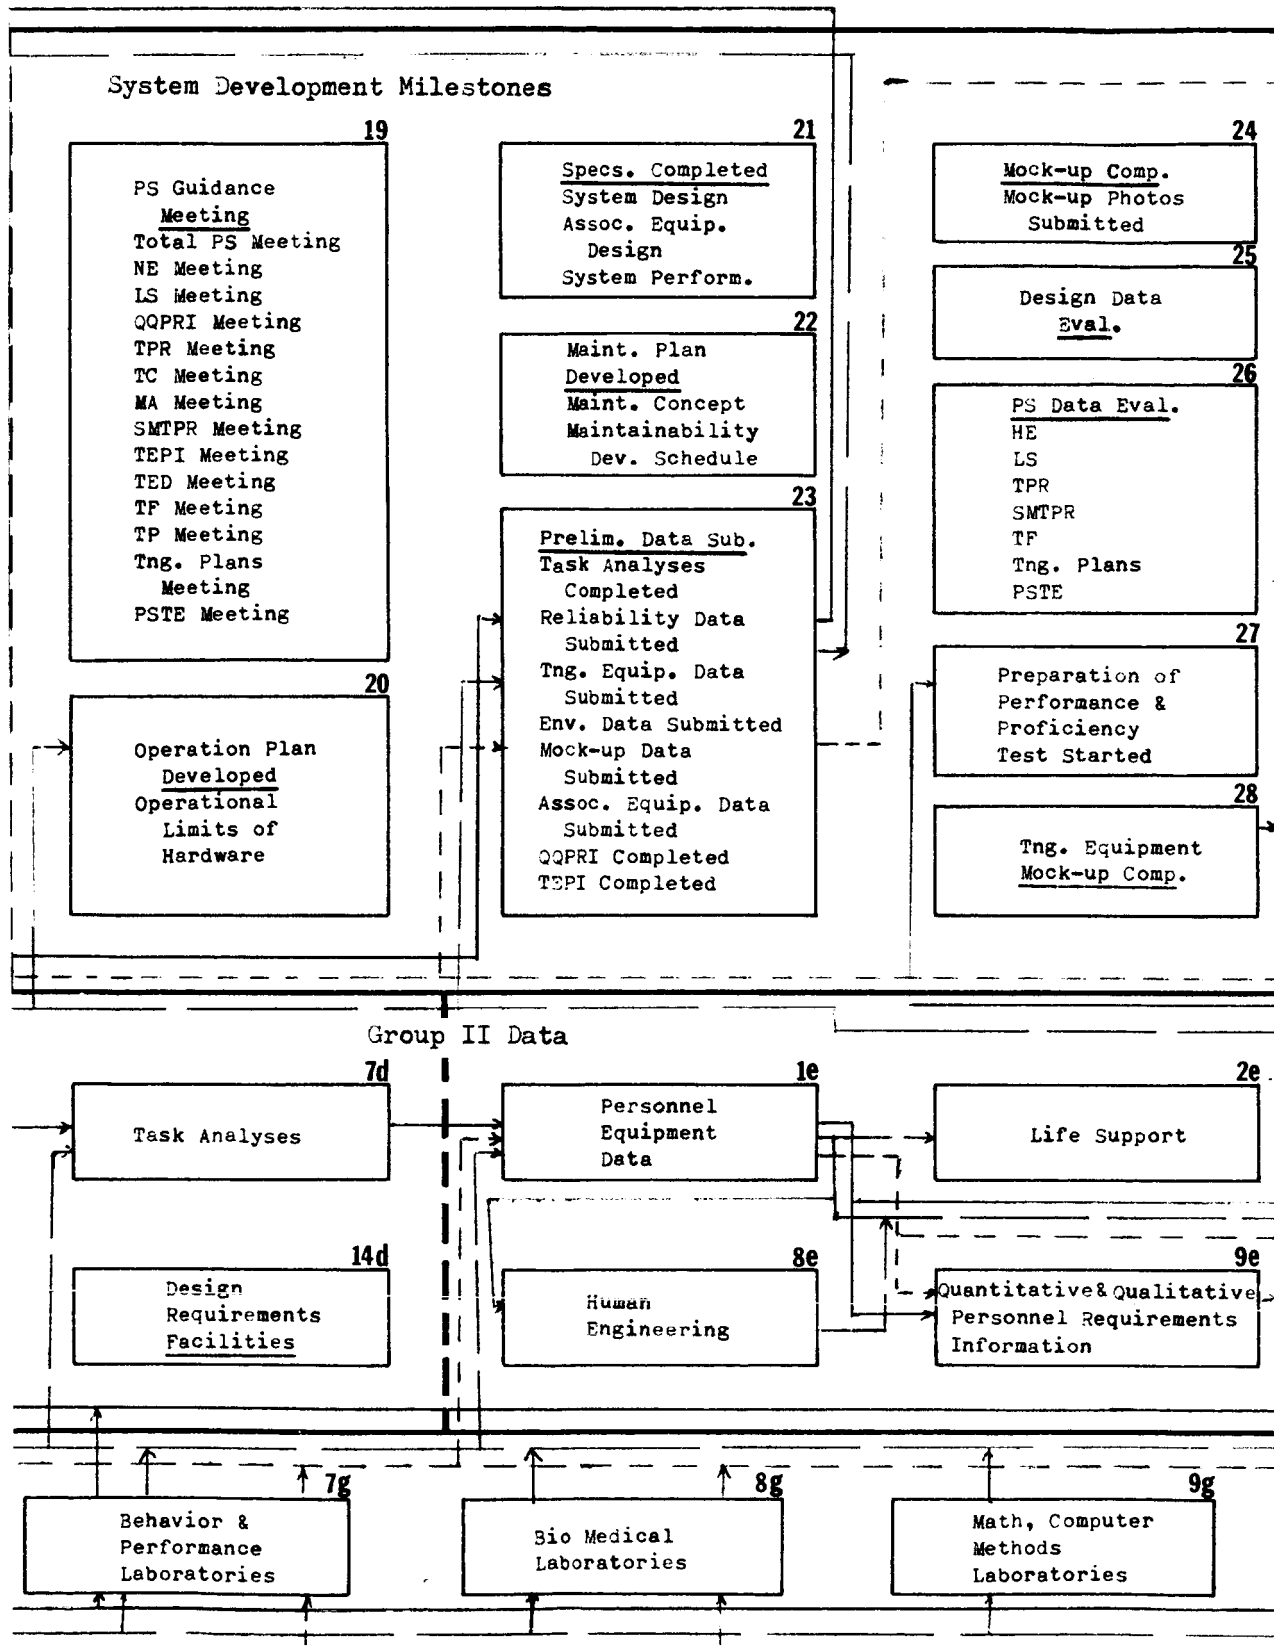 System Development Milestones
19
PS Guidance
Meeting
Total PS Meeting
NE Meeting
LS Meeting
QQPRI Meeting
TPR Meeting
TC Meeting
MA Meeting
SMTPR Meeting
TEPI Meeting
TED Meeting
TF Meeting
TP Meeting
Tng. Plans
Meeting
PSTE Meeting
20
Operation Plan
Developed
Operational
Limits of
Hardware
21
Specs. Completed
System Design
Assoc. Equip.
Design
System Perform.
22
Maint. Plan
Developed
Maint. Concept
Maintainability
Dev. Schedule
23
Prelim. Data Sub.
Task Analyses
Completed
Reliability Data
Submitted
Tng. Equip. Data
Submitted
Env. Data Submitted
Mock-up Data
Submitted
Assoc. Equip. Data
Submitted
QQPRI Completed
TEPI Completed
24
Mock-up Comp.
Mock-up Photos
Submitted
25
Design Data
Eval.
26
PS Data Eval.
HE
LS
TPR
SMTPR
TF
Tng. Plans
PSTE
27
Preparation of
Performance &
Proficiency
Test Started
28
Tng. Equipment
Mock-up Comp.
Group II Data
7d
Task Analyses
1e
Personnel
Equipment
Data
2e
Life Support
14d
Design
Requirements
Facilities
8e
Human
Engineering
9e
Quantitative & Qualitative
Personnel Requirements
Information
7g
Behavior &
Performance
Laboratories
8g
Bio Medical
Laboratories
9g
Math, Computer
Methods
Laboratories